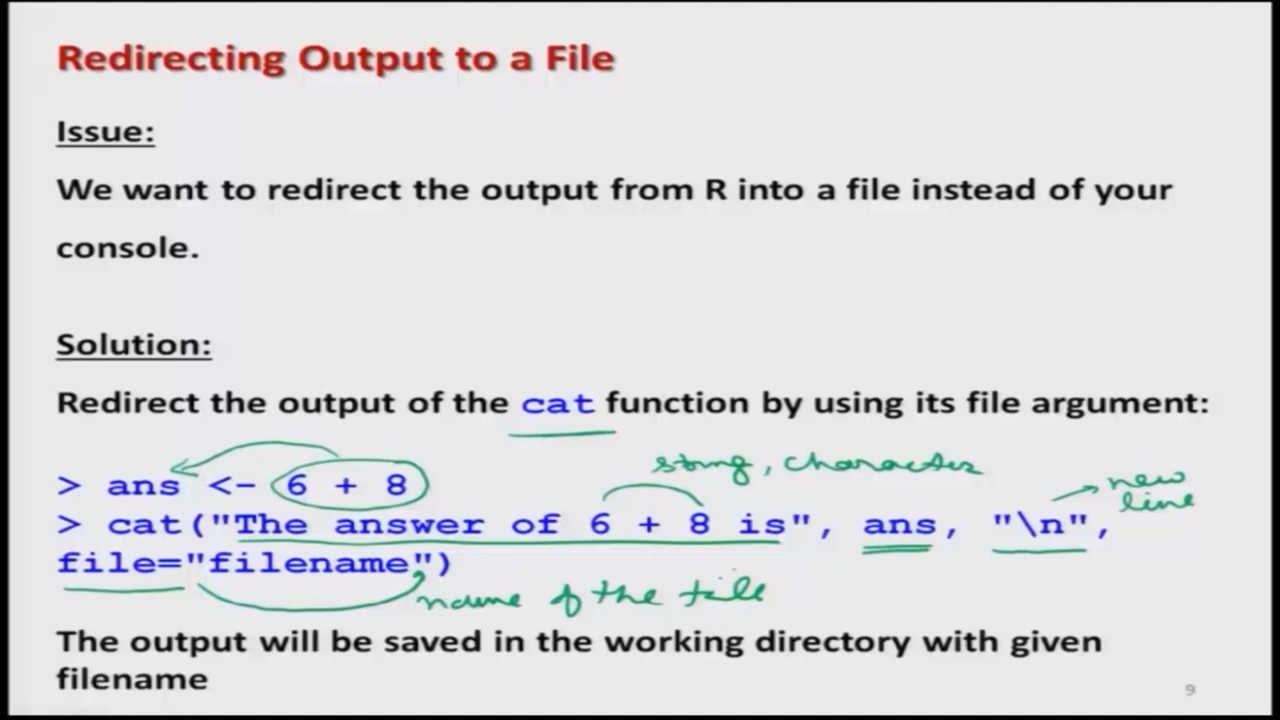 Redirecting Output to a File
Issue:
We want to redirect the output from R into a file instead of your
console.
Solution:
Redirect the output of the cat function by using its file argument:
string, character
> ans <- 6 + 8
new
line
> cat("The answer of 6 + 8 is", ans, "\n",
file="filename")
name of the file
The output will be saved in the working directory with given
filename
9